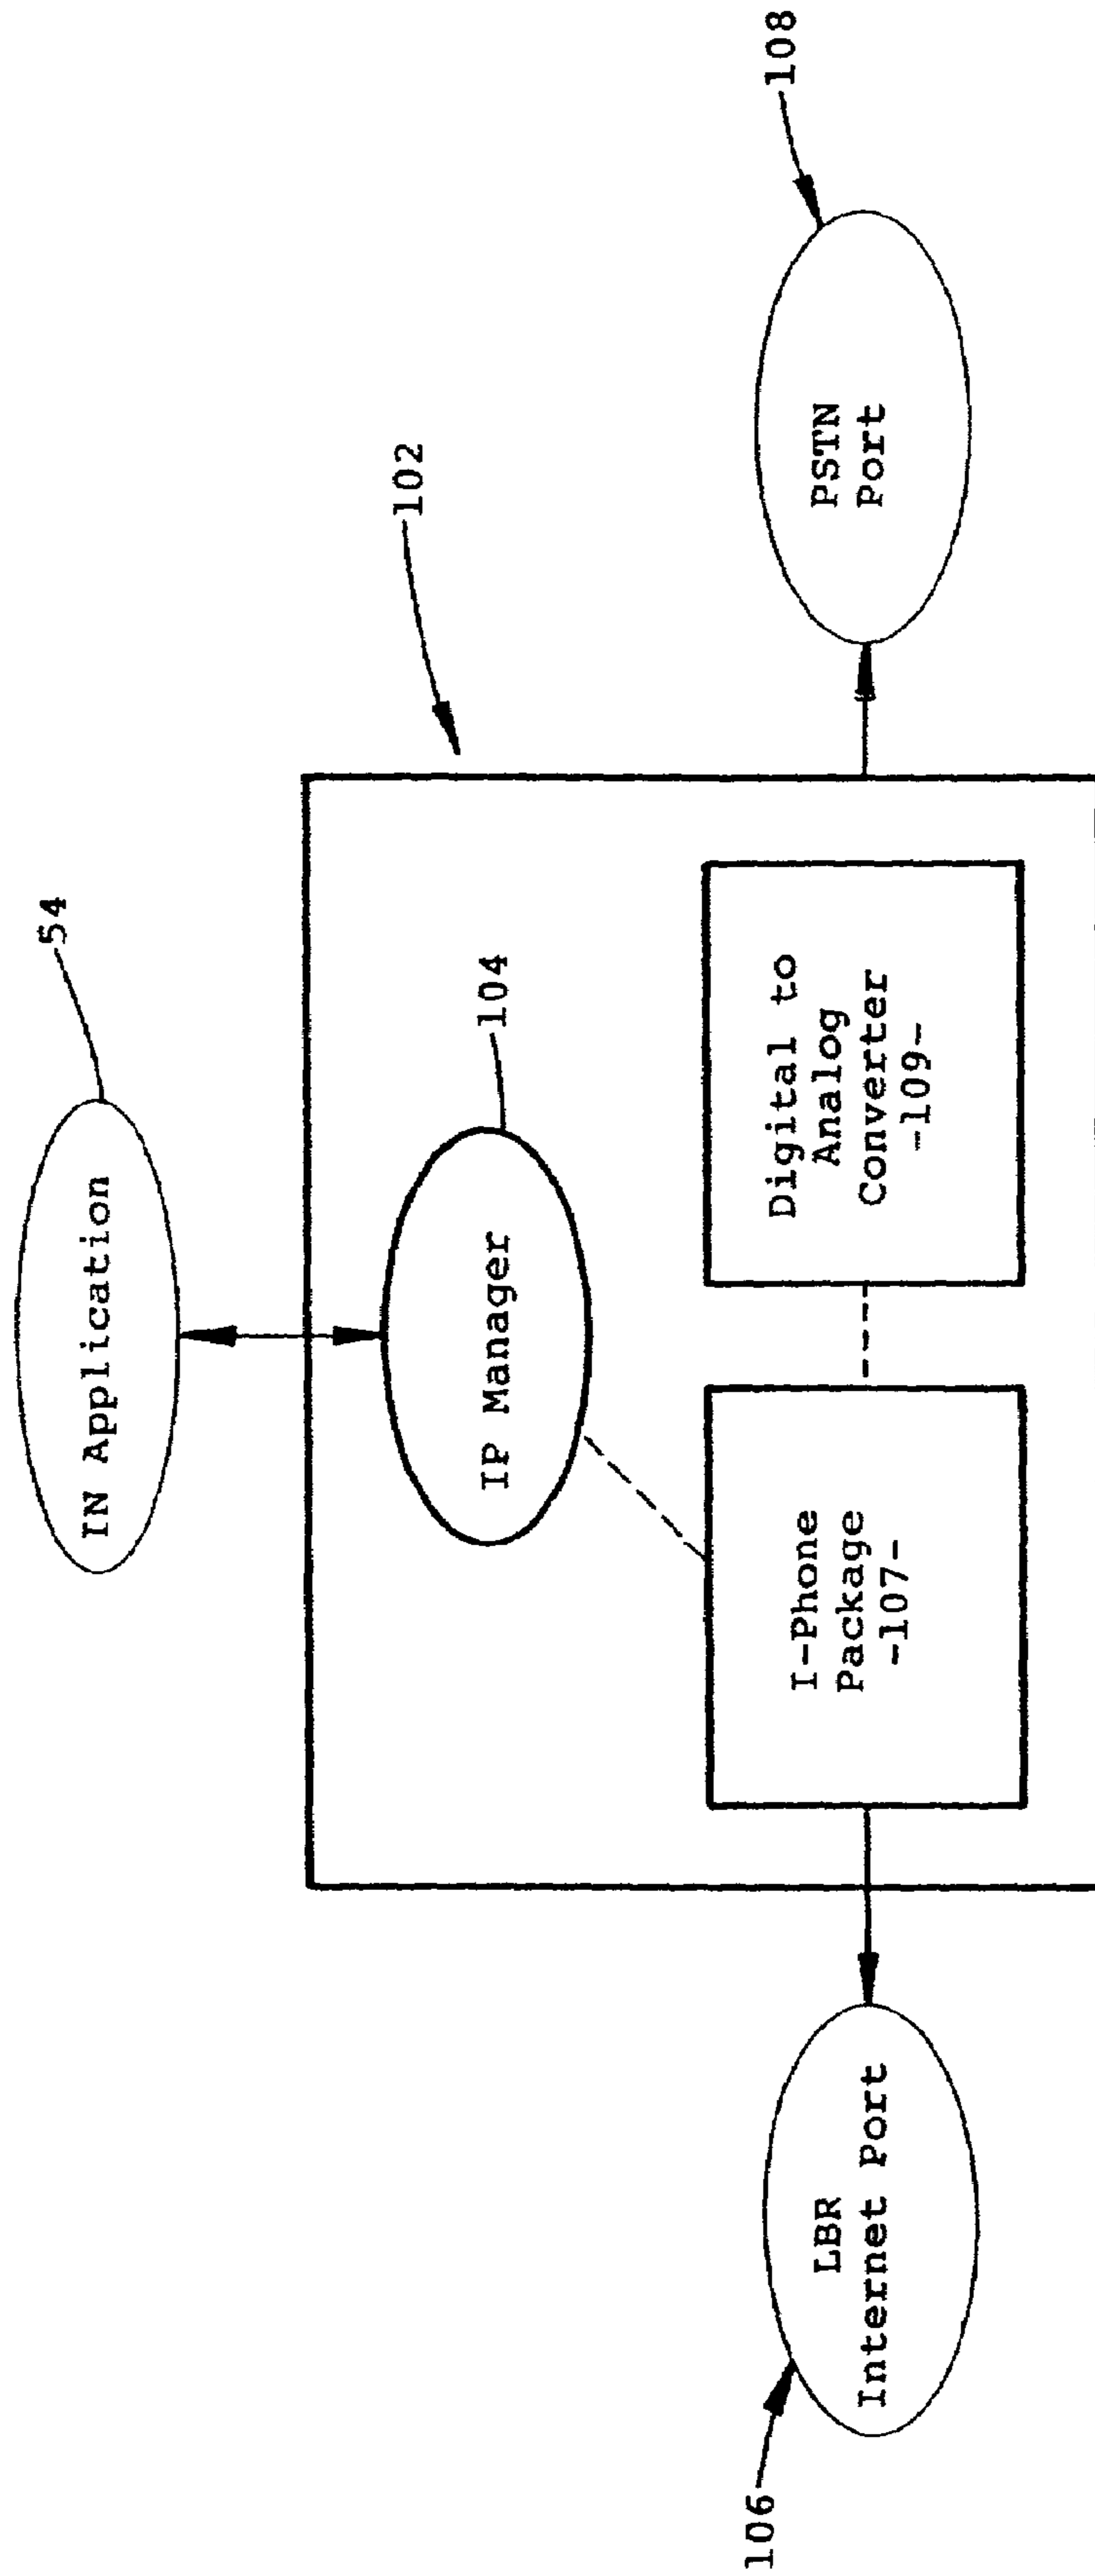 54
IN Application
102
104
IP Manager
108
PSTN
Port
Digital to
Analog
Converter
-109-
I-Phone
Package
-107-
LBR
Internet Port
106